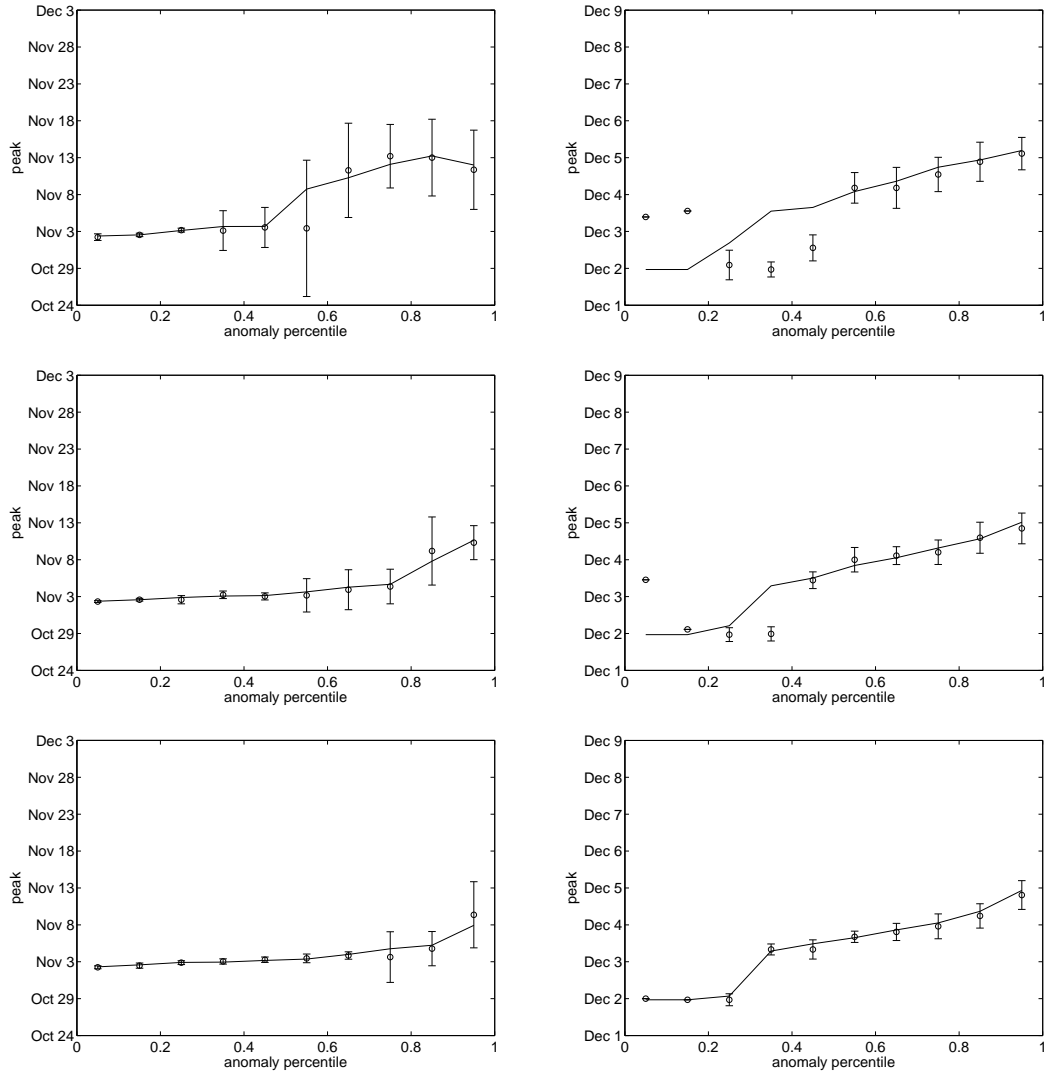 Dec 3
Nov 28
Nov 23
Nov 18
Nov 13
Nov 8
Nov 3
Oct 29
Oct 24
peak
0 0.2 0.4 0.6 0.8 1
anomaly percentile
Dec 9
Dec 8
Dec 7
Dec 6
Dec 5
Dec 4
Dec 3
Dec 2
Dec 1
peak
0 0.2 0.4 0.6 0.8 1
anomaly percentile
Dec 3
Nov 28
Nov 23
Nov 18
Nov 13
Nov 8
Nov 3
Oct 29
Oct 24
peak
0 0.2 0.4 0.6 0.8 1
anomaly percentile
Dec 9
Dec 8
Dec 7
Dec 6
Dec 5
Dec 4
Dec 3
Dec 2
Dec 1
peak
0 0.2 0.4 0.6 0.8 1
anomaly percentile
Dec 3
Nov 28
Nov 23
Nov 18
Nov 13
Nov 8
Nov 3
Oct 29
Oct 24
peak
0 0.2 0.4 0.6 0.8 1
anomaly percentile
Dec 9
Dec 8
Dec 7
Dec 6
Dec 5
Dec 4
Dec 3
Dec 2
Dec 1
peak
0 0.2 0.4 0.6 0.8 1
anomaly percentile